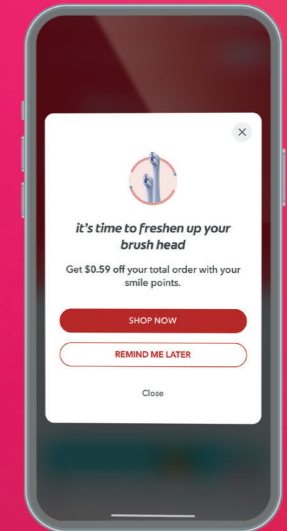 it's time to freshen up your
brush head
Get $0.59 off your total order with your
smile points.
SHOP NOW
REMIND ME LATER
Close